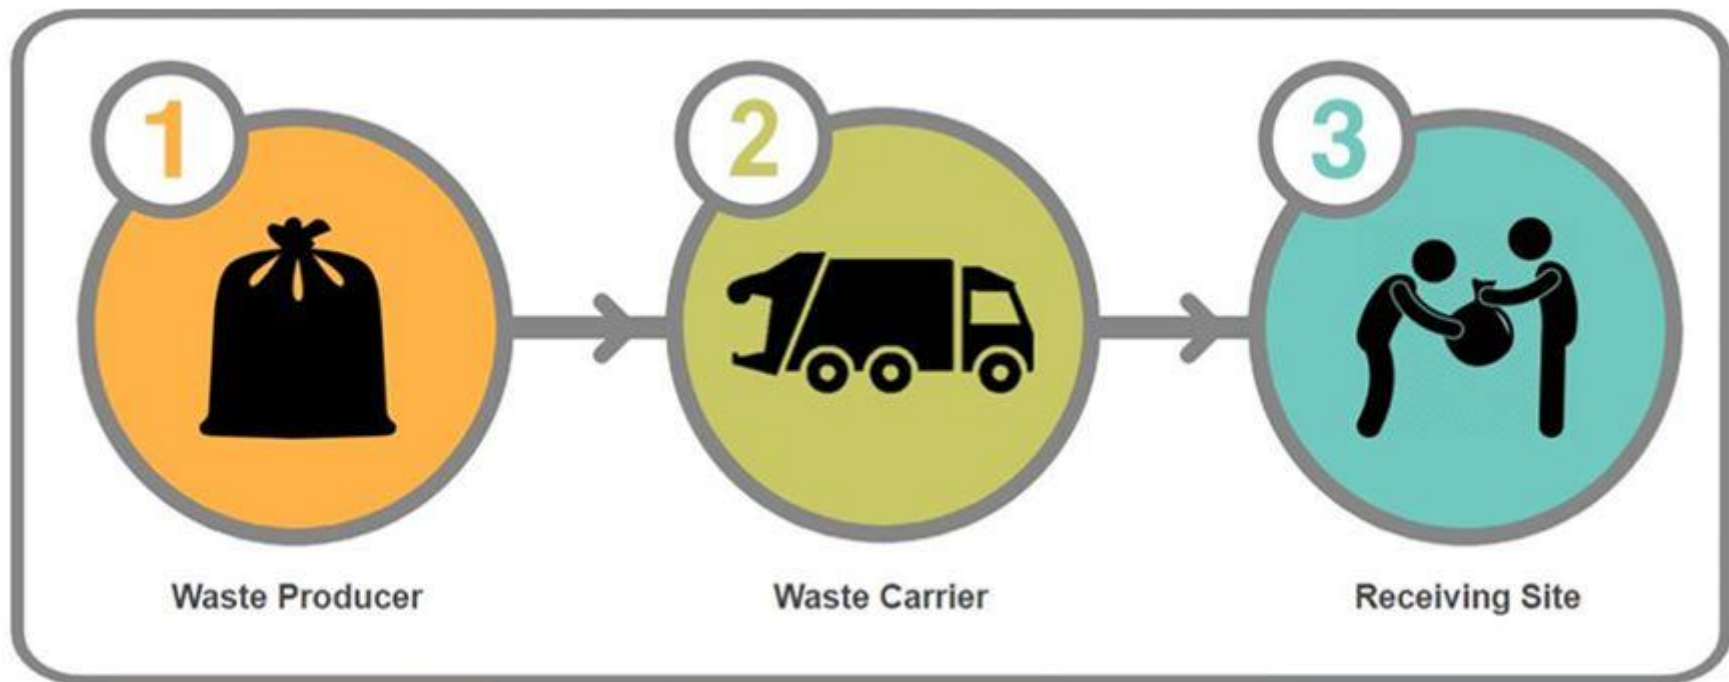 1
2
3
Waste Producer
Waste Carrier
Receiving Site